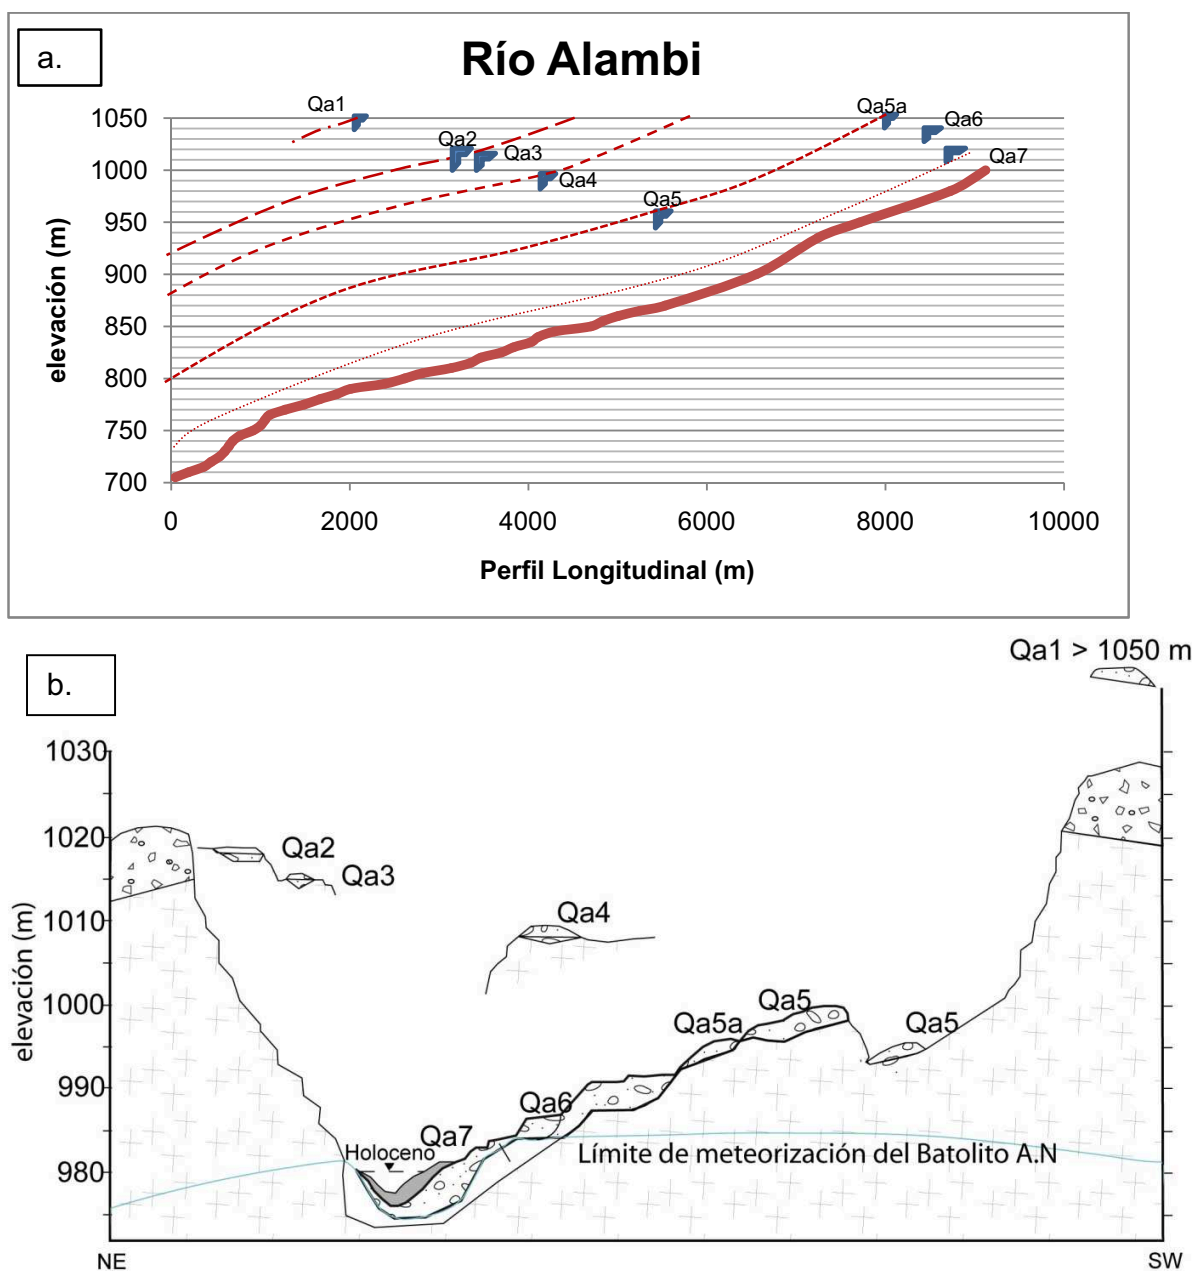 a.
Río Alambi
Qa1
Qa2
Qa3
Qa4
Qa5
Qa5a
Qa6
Qa7
1050
1000
950
900
850
800
750
700
elevación (m)
0 2000 4000 6000 8000 10000
Perfil Longitudinal (m)
b.
Qa1 > 1050 m
1030
1020
1010
1000
990
980
elevación (m)
Qa2
Qa3
Qa4
Qa5a
Qa5
Qa5
Qa6
Qa7
Holoceno
Límite de meteorización del Batolito A.N
NE
SW